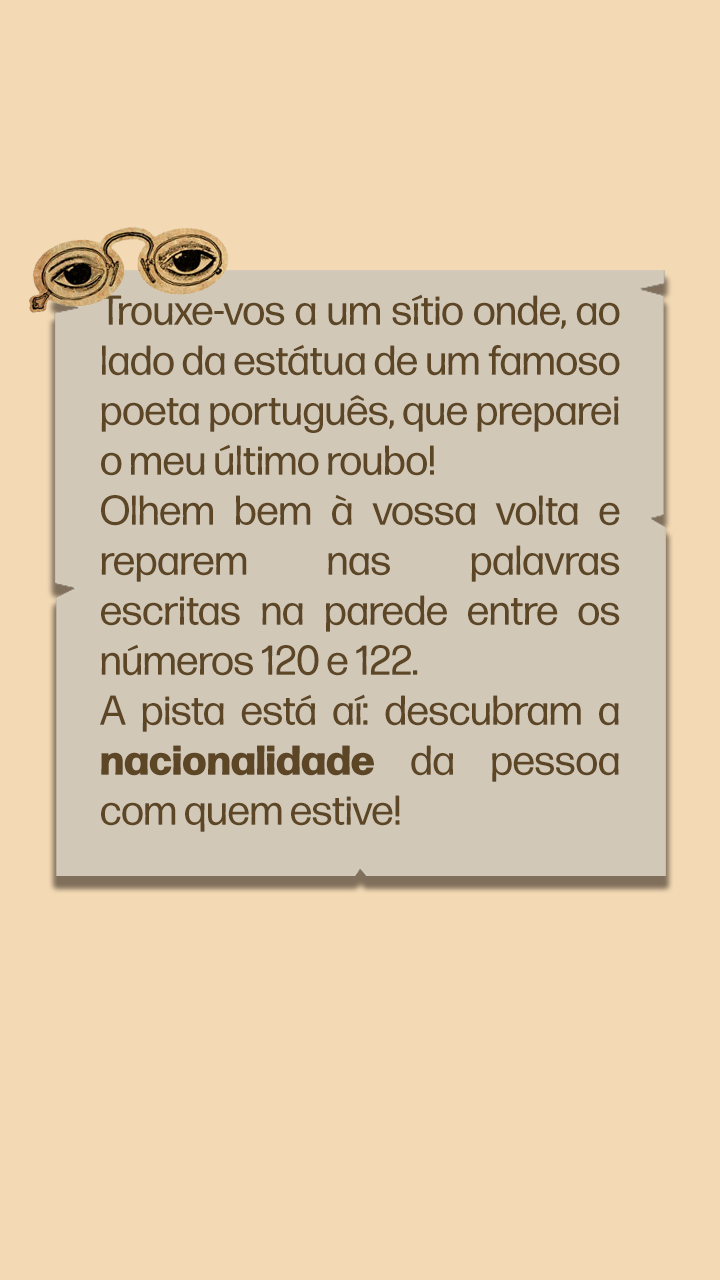 Trouxe-vos a um sítio onde, ao
lado da estátua de um famoso
poeta português, que preparei
o meu último roubo!
Olhem bem à vossa volta e
reparem nas palavras
escritas na parede entre os
números 120 e 122.
A pista está aí: descubram a
nacionalidade da pessoa
com quem estive!